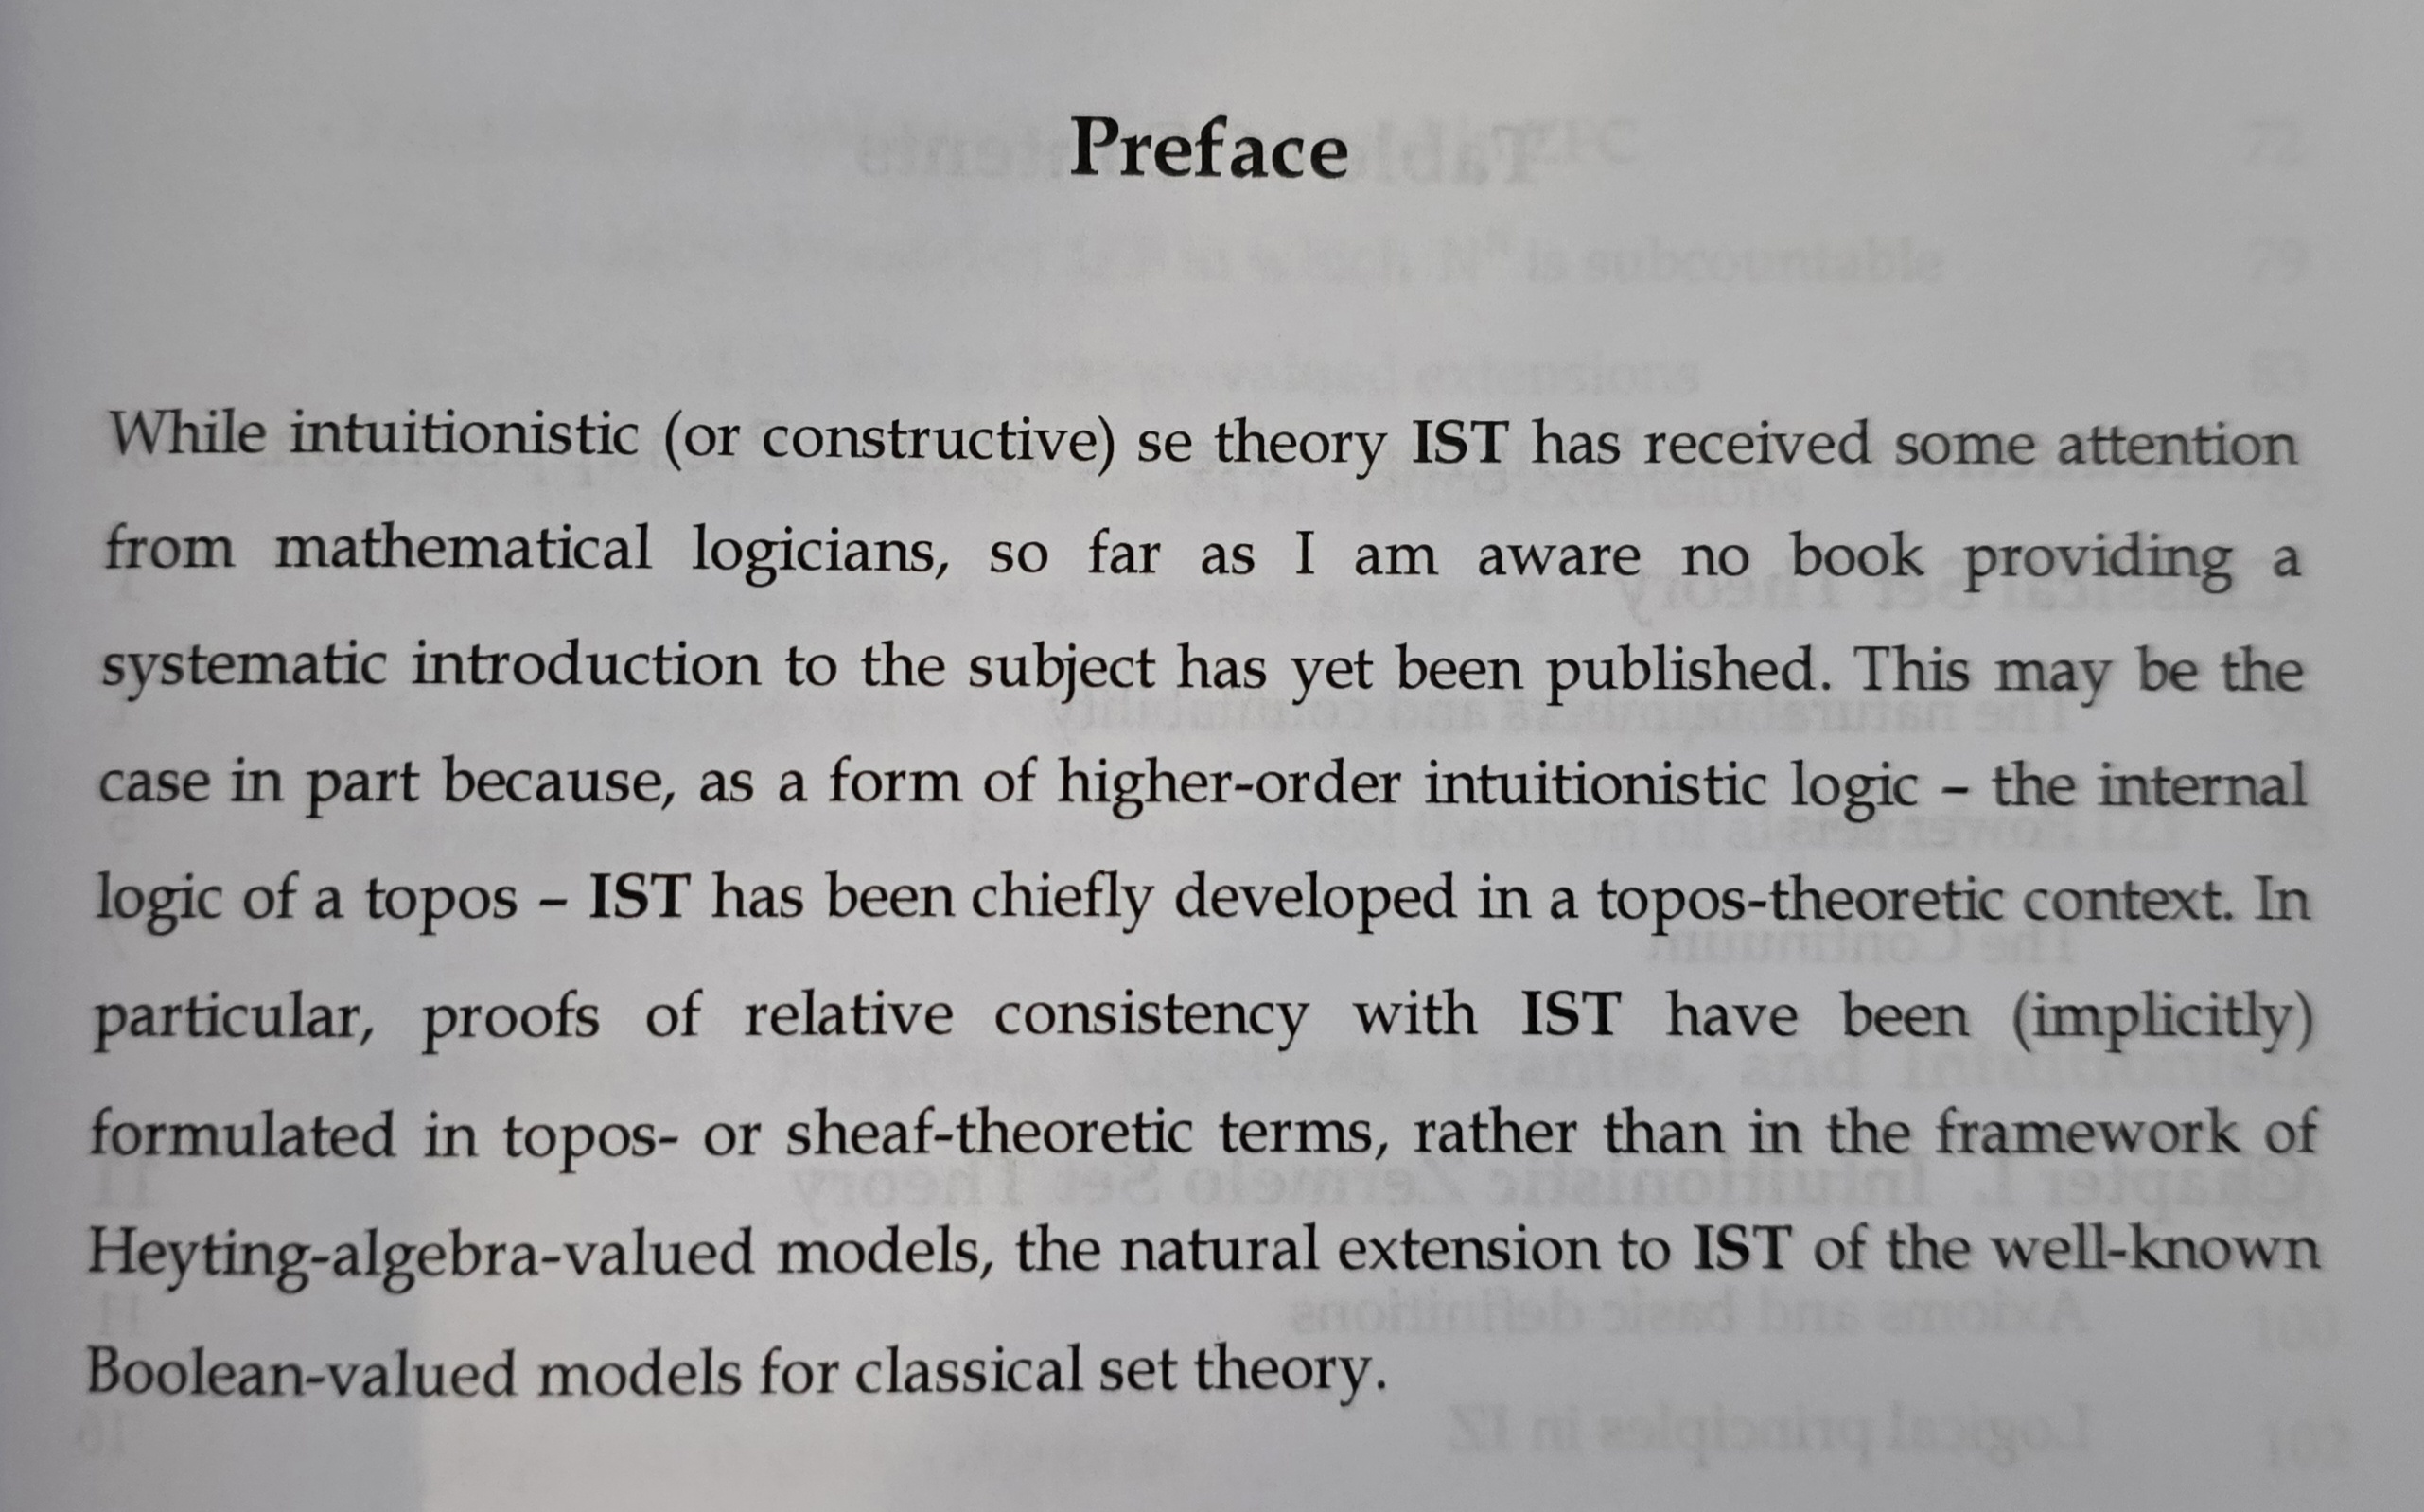 Preface
While intuitionistic (or constructive) se theory IST has received some attention
from mathematical logicians, so far as I am aware no book providing a
systematic introduction to the subject has yet been published. This may be the
case in part because, as a form of higher-order intuitionistic logic – the internal
logic of a topos – IST has been chiefly developed in a topos-theoretic context. In
particular, proofs of relative consistency with IST have been (implicitly)
formulated in topos- or sheaf-theoretic terms, rather than in the framework of
Heyting-algebra-valued models, the natural extension to IST of the well-known
Boolean-valued models for classical set theory.